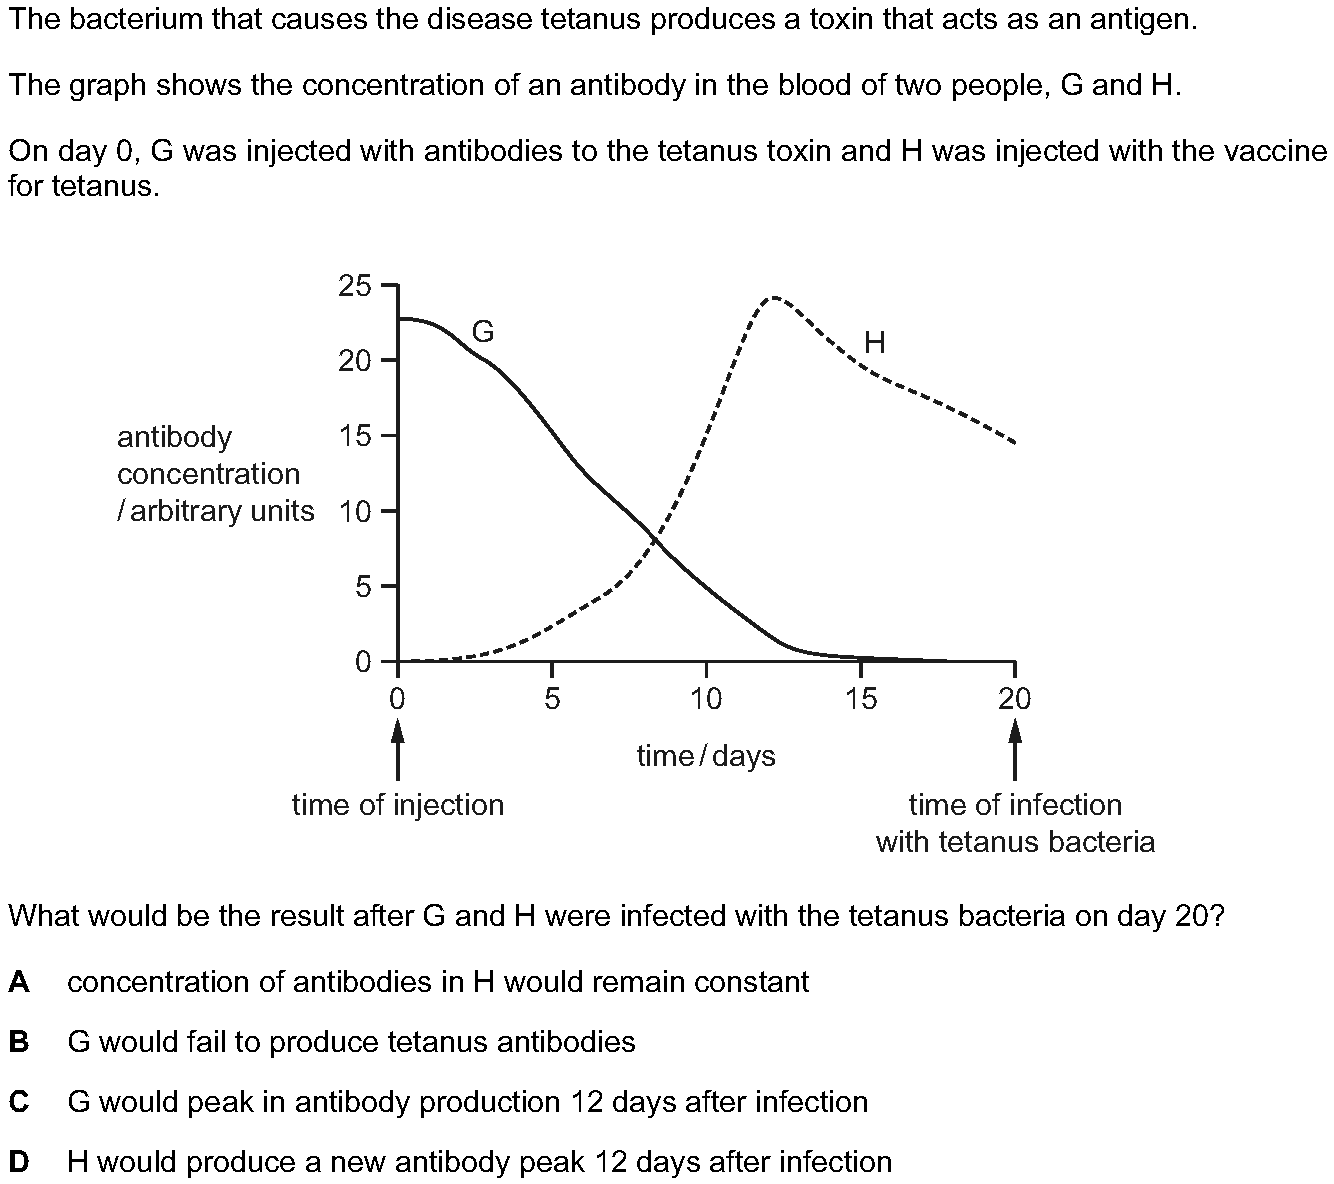 The bacterium that causes the disease tetanus produces a toxin that acts as an antigen.
The graph shows the concentration of an antibody in the blood of two people, G and H.
On day 0, G was injected with antibodies to the tetanus toxin and H was injected with the vaccine
for tetanus.
25
20
15
10
5
0
antibody
concentration
/ arbitrary units
G
H
0 5 10 15 20
time / days
time of injection
time of infection
with tetanus bacteria
What would be the result after G and H were infected with the tetanus bacteria on day 20?
A concentration of antibodies in H would remain constant
B G would fail to produce tetanus antibodies
C G would peak in antibody production 12 days after infection
D H would produce a new antibody peak 12 days after infection